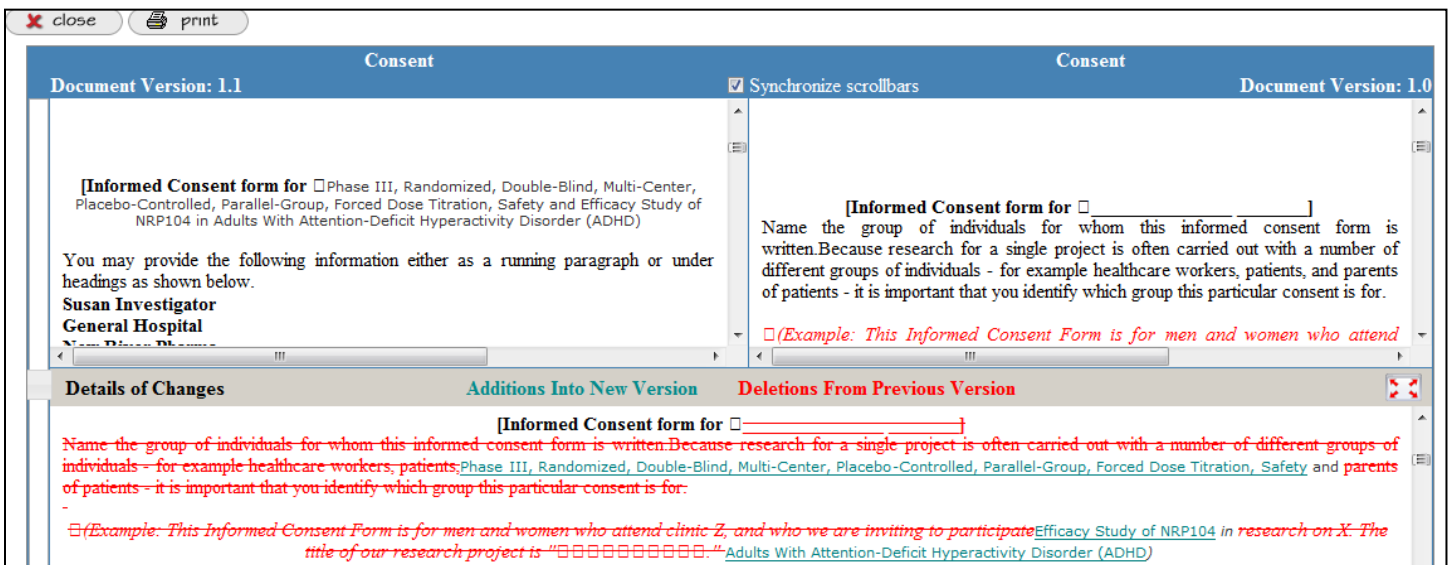 close print
Consent Consent
Document Version: 1.1 Synchronize scrollbars Document Version: 1.0
[Informed Consent form for □Phase III, Randomized, Double-Blind, Multi-Center,
Placebo-Controlled, Parallel-Group, Forced Dose Titration, Safety and Efficacy Study of
NRP104 in Adults With Attention-Deficit Hyperactivity Disorder (ADHD)
You may provide the following information either as a running paragraph or under
headings as shown below.
Susan Investigator
General Hospital
[Informed Consent form for □_______________ ________]
Name the group of individuals for whom this informed consent form is
written.Because research for a single project is often carried out with a number of
different groups of individuals - for example healthcare workers, patients, and parents
of patients - it is important that you identify which group this particular consent is for.
□(Example: This Informed Consent Form is for men and women who attend
Details of Changes Additions Into New Version Deletions From Previous Version
[Informed Consent form for □_______________ ________]
Name the group of individuals for whom this informed consent form is written.Because research for a single project is often carried out with a number of different groups of
individuals - for example healthcare workers, patients,Phase III, Randomized, Double-Blind, Multi-Center, Placebo-Controlled, Parallel-Group, Forced Dose Titration, Safety and parents
of patients - it is important that you identify which group this particular consent is for.
□(Example: This Informed Consent Form is for men and women who attend clinic Z, and who we are inviting to participateEfficacy Study of NRP104 in research on X. The
title of our research project is "□□□□□□□□□□." Adults With Attention-Deficit Hyperactivity Disorder (ADHD)